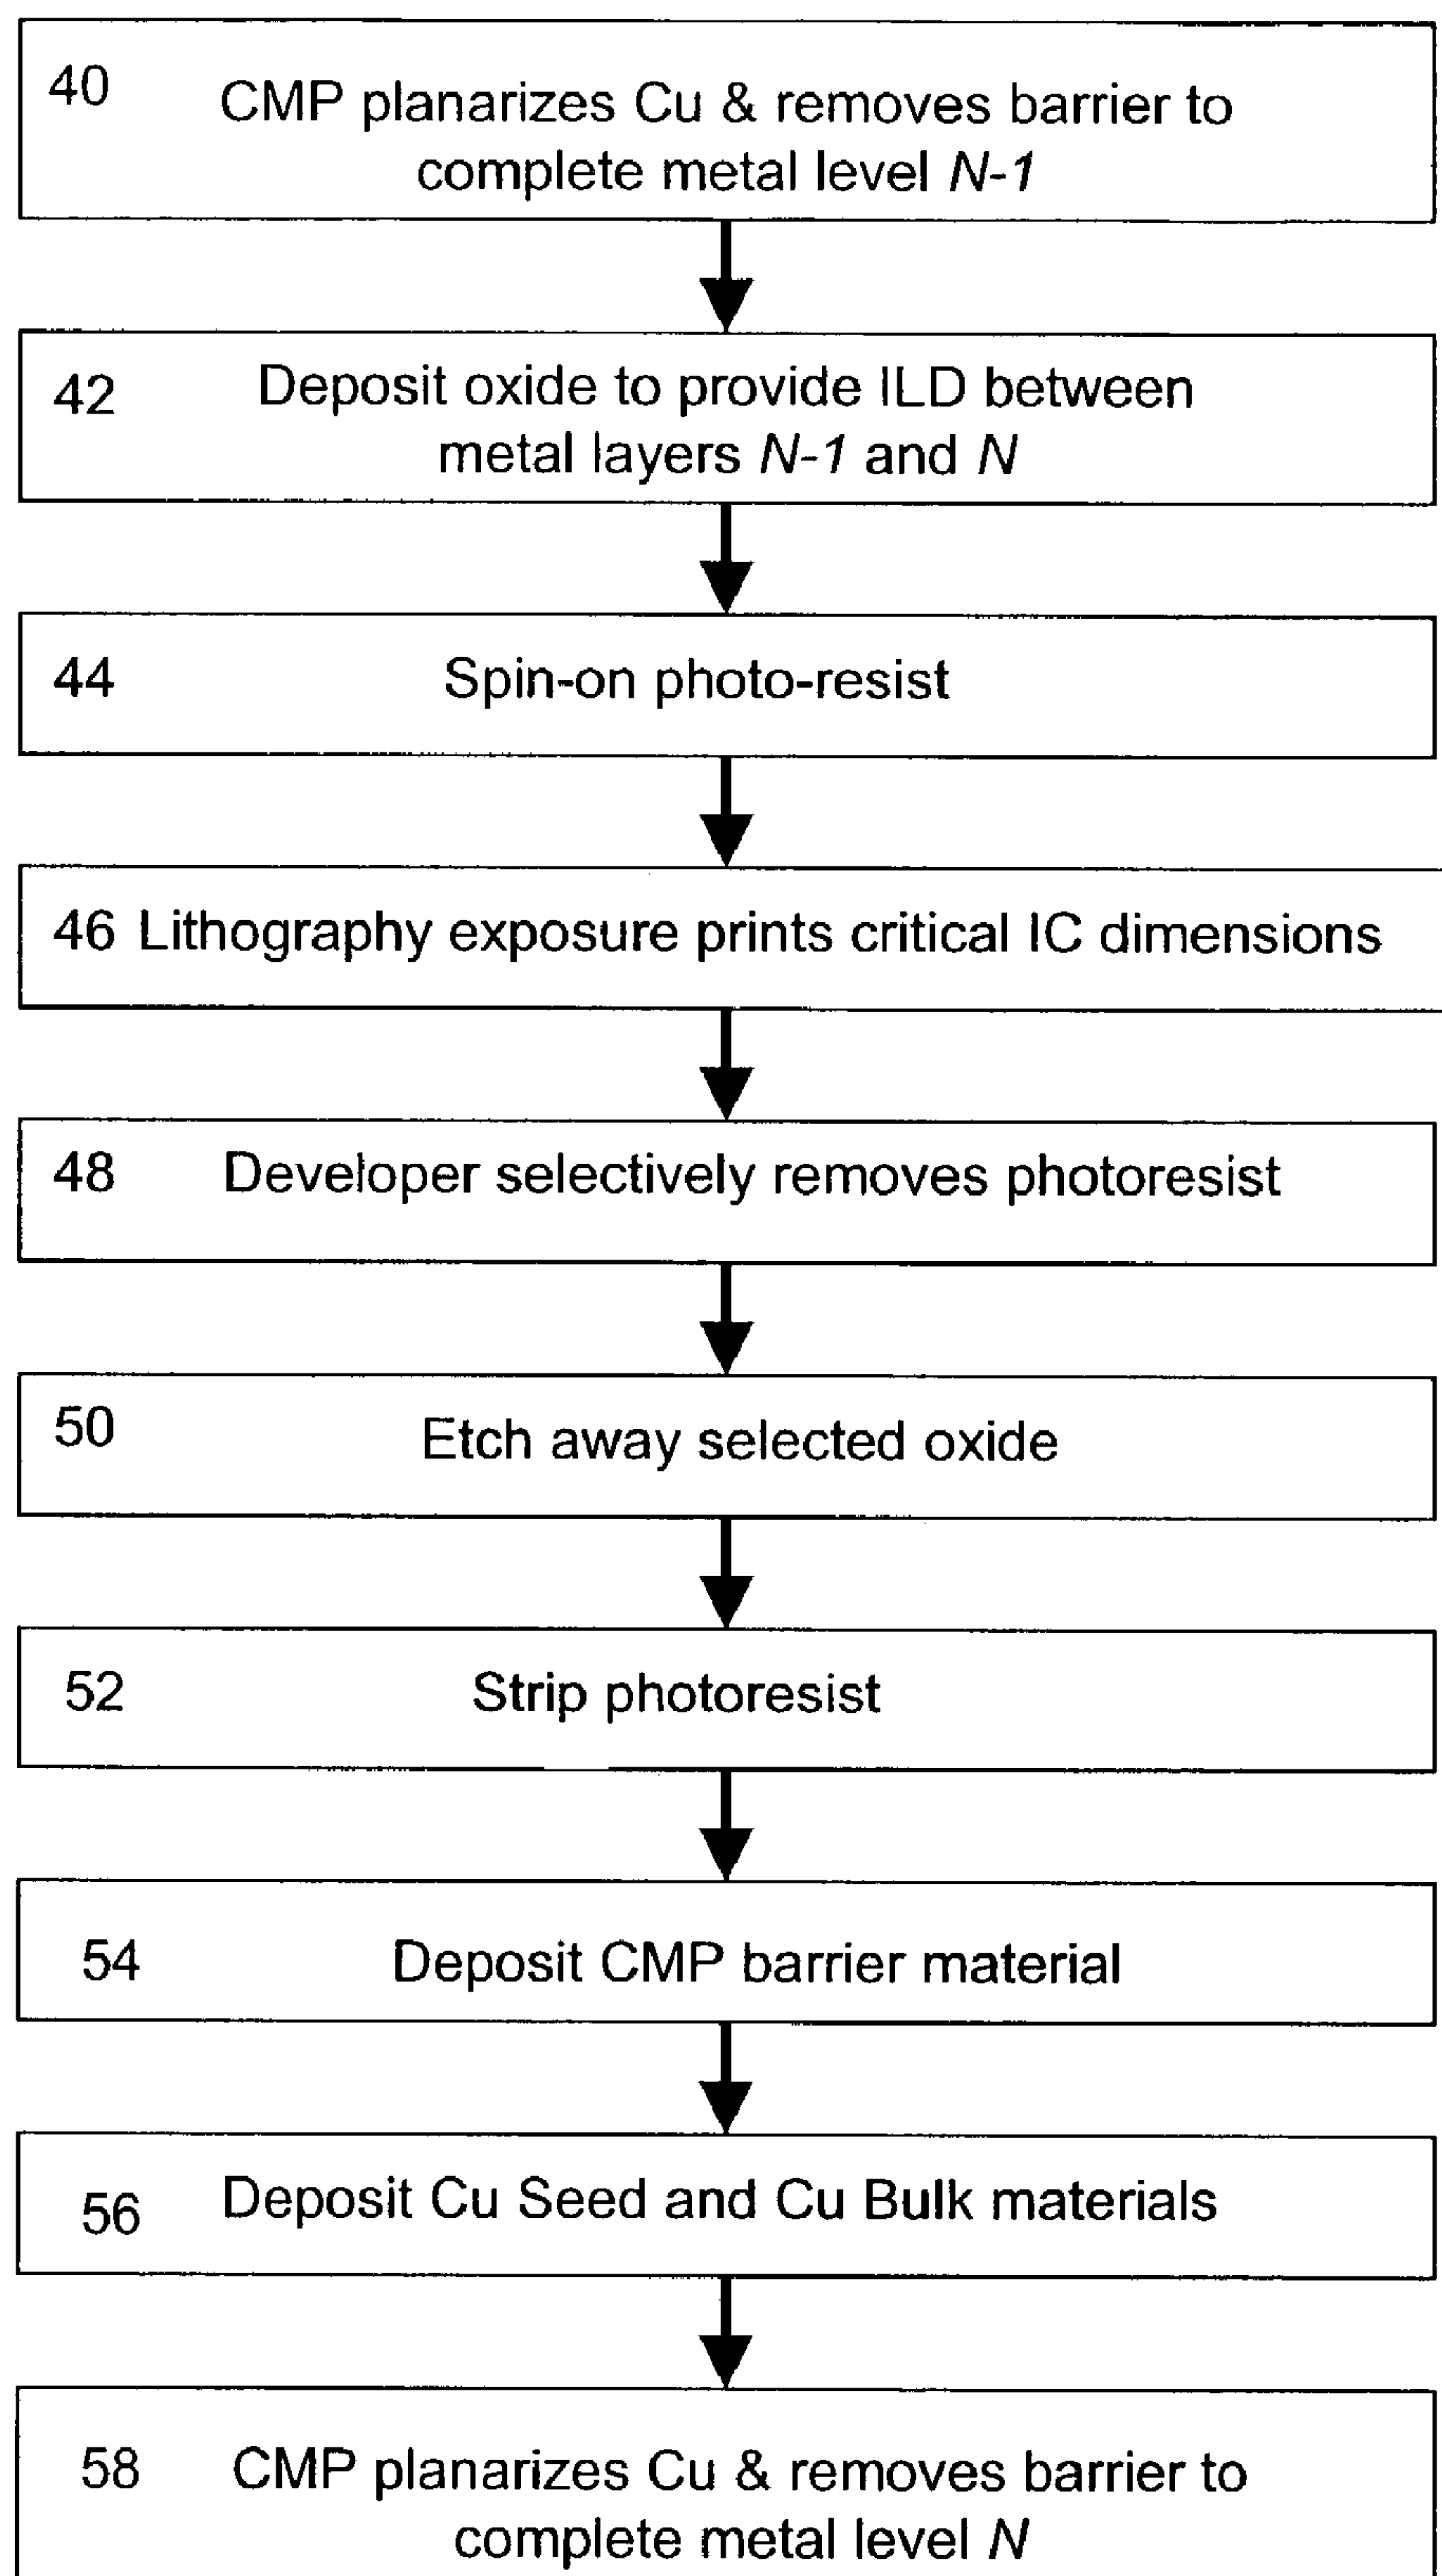 40 CMP planarizes Cu & removes barrier to
complete metal level N-1
42 Deposit oxide to provide ILD between
metal layers N-1 and N
44 Spin-on photo-resist
46 Lithography exposure prints critical IC dimensions
48 Developer selectively removes photoresist
50 Etch away selected oxide
52 Strip photoresist
54 Deposit CMP barrier material
56 Deposit Cu Seed and Cu Bulk materials
58 CMP planarizes Cu & removes barrier to
complete metal level N